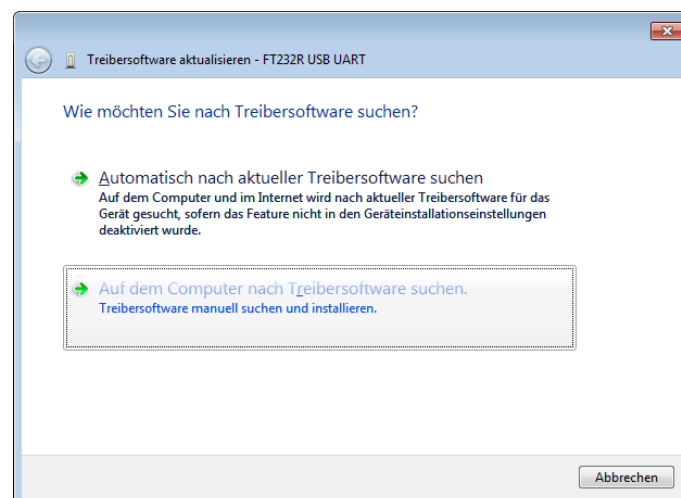 Treibersoftware aktualisieren - FT232R USB UART
Wie möchten Sie nach Treibersoftware suchen?
Automatisch nach aktueller Treibersoftware suchen
Auf dem Computer und im Internet wird nach aktueller Treibersoftware für das
Gerät gesucht, sofern das Feature nicht in den Geräteinstallationseinstellungen
deaktiviert wurde.
Auf dem Computer nach Treibersoftware suchen.
Treibersoftware manuell suchen und installieren.
Abbrechen